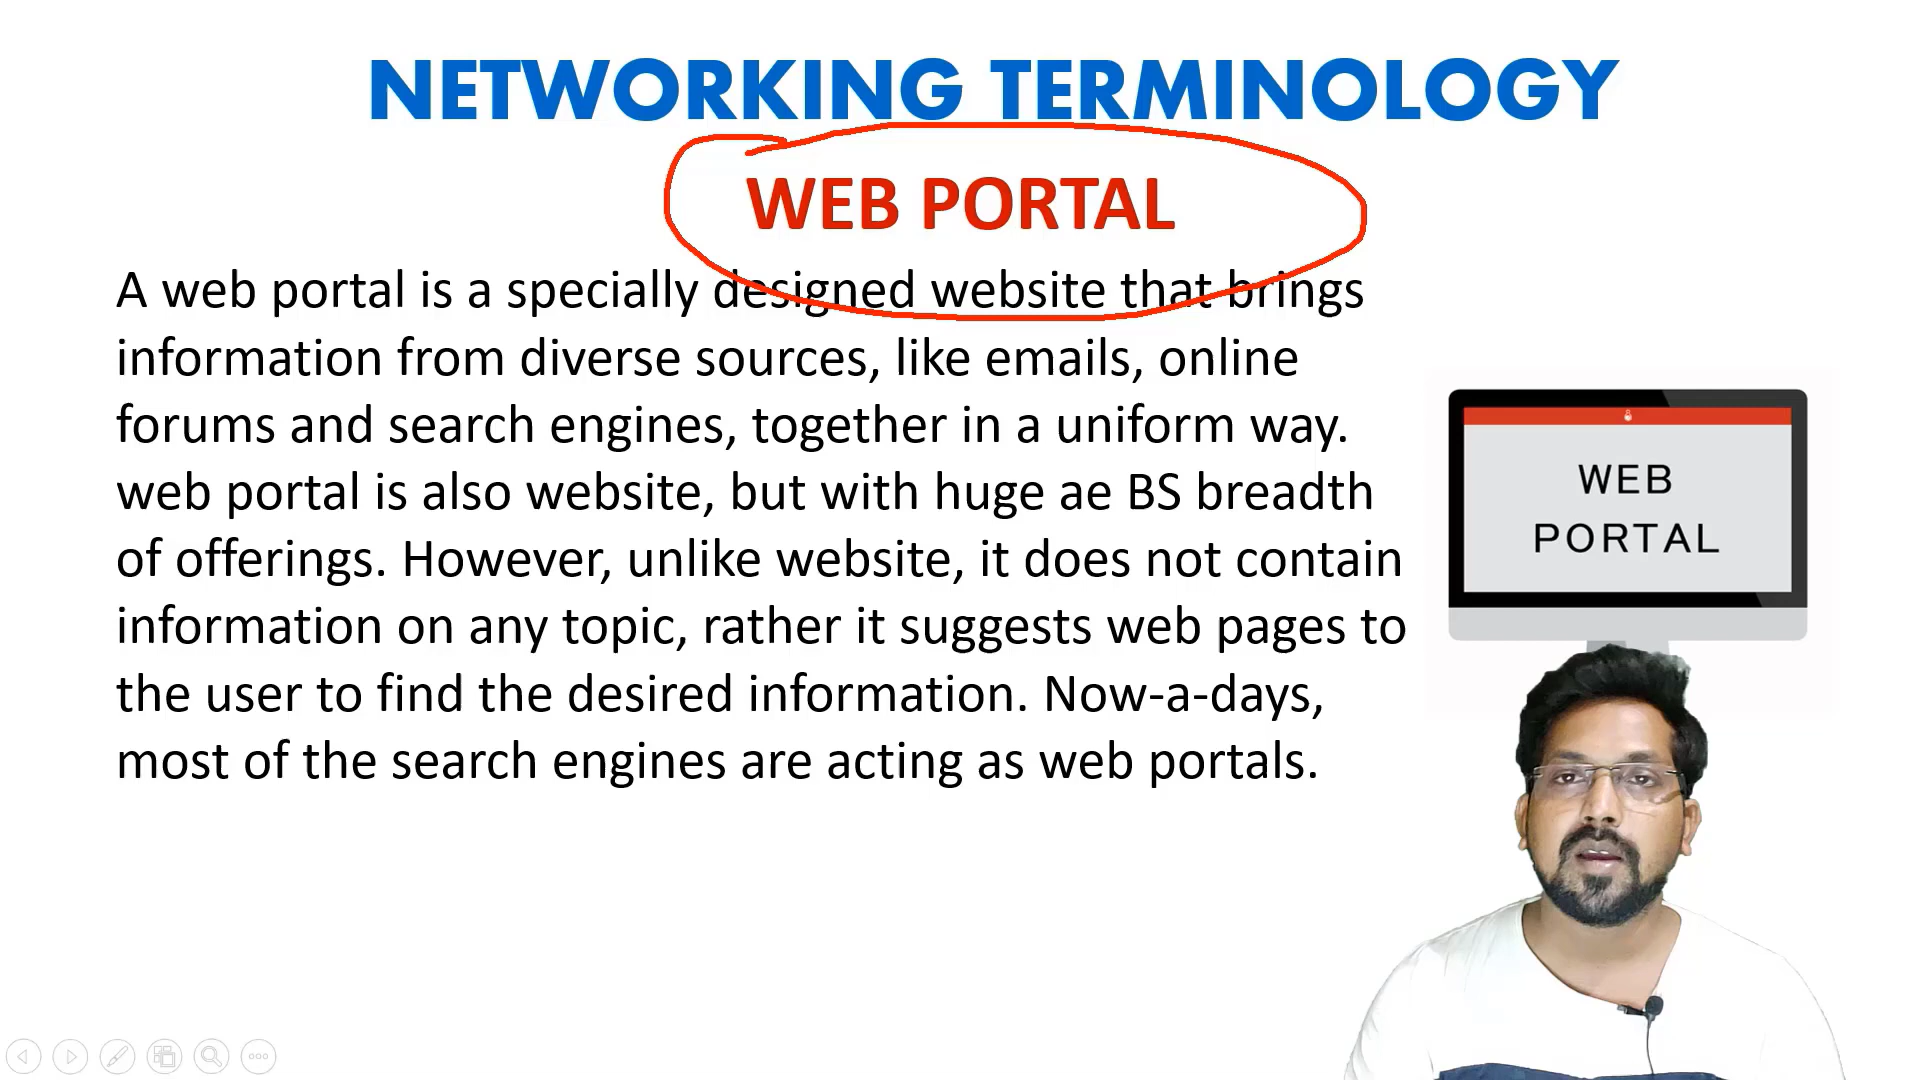 NETWORKING TERMINOLOGY
WEB PORTAL
A web portal is a specially designed website that brings
information from diverse sources, like emails, online
forums and search engines, together in a uniform way.
web portal is also website, but with huge ae BS breadth
of offerings. However, unlike website, it does not contain
information on any topic, rather it suggests web pages to
the user to find the desired information. Now-a-days,
most of the search engines are acting as web portals.
WEB
PORTAL